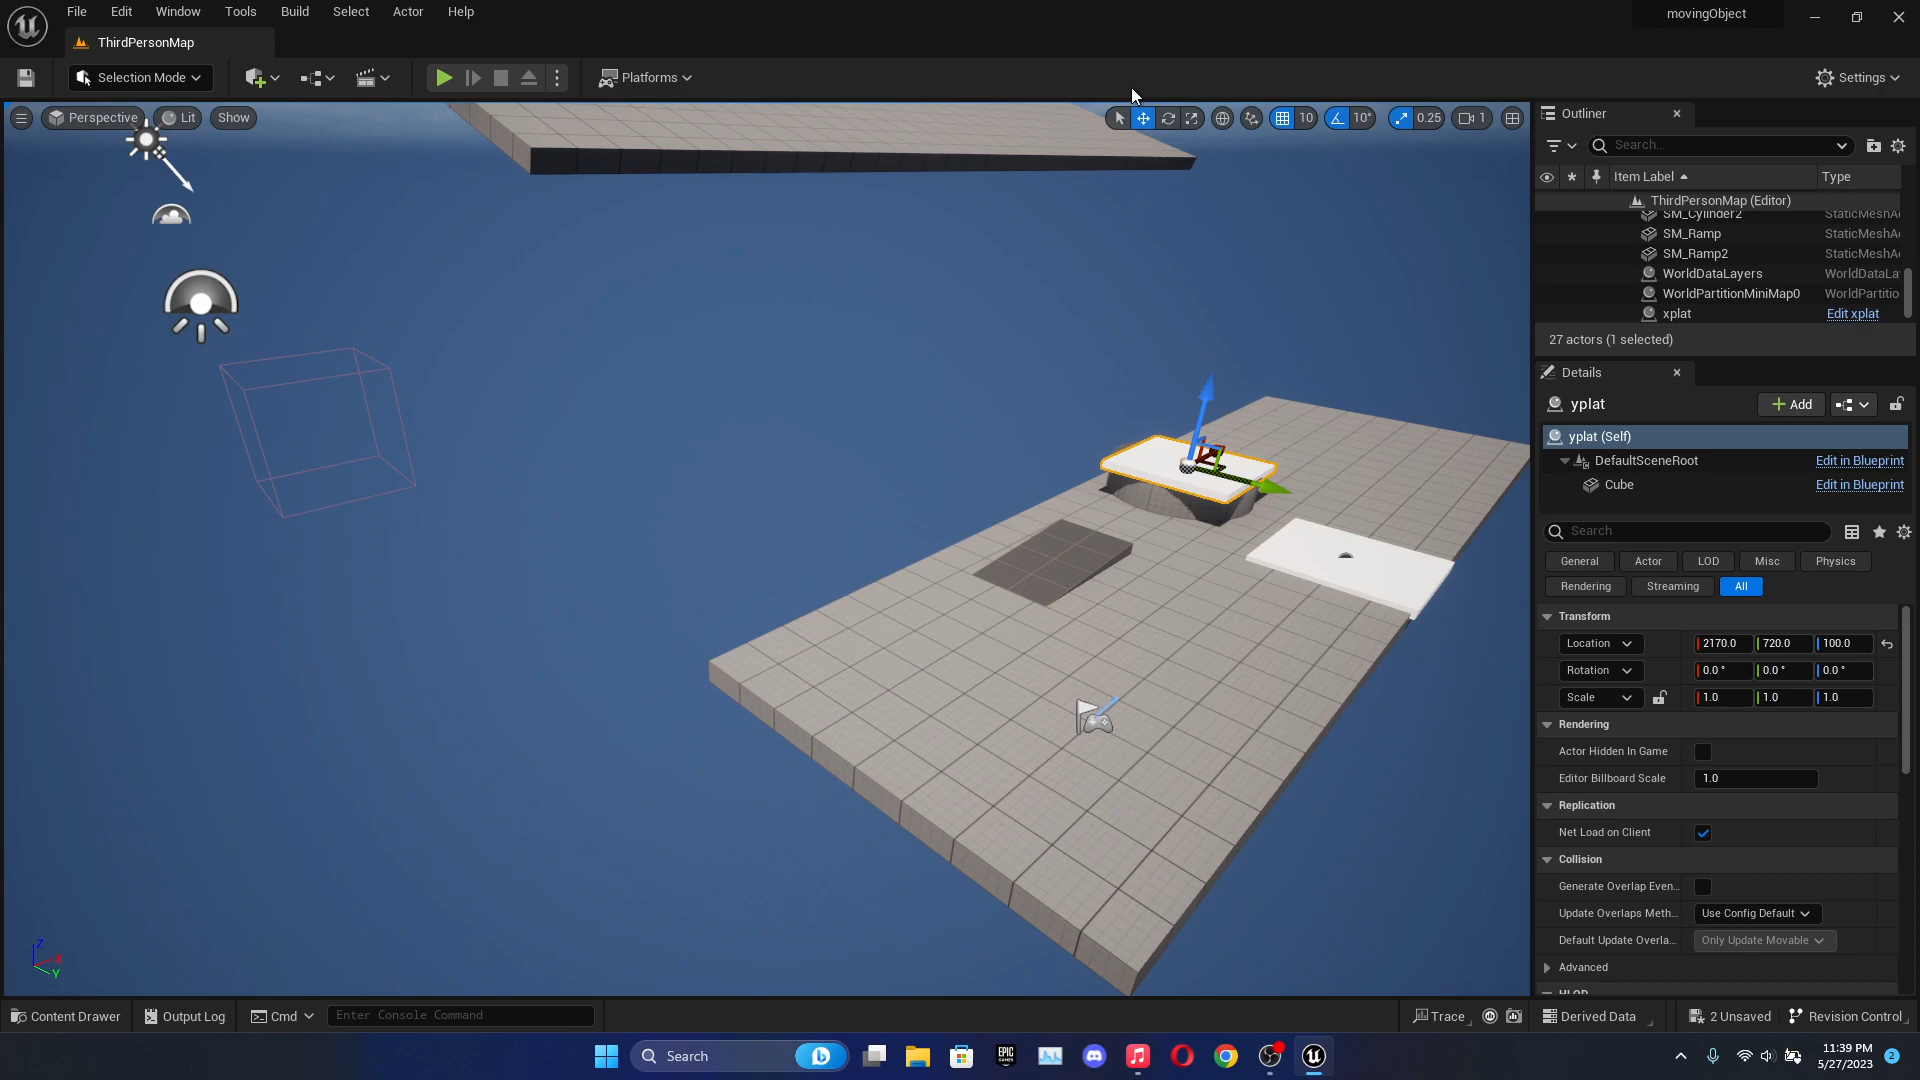 File Edit Window Tools Build Select Actor Help
movingObject
ThirdPersonMap
Selection Mode
Platforms
Settings
Perspective Lit Show
10 10° 0.25 1
Outliner
Search...
Item Label Type
ThirdPersonMap (Editor)
SM_Cylinder2 StaticMeshA
SM_Ramp StaticMeshA
SM_Ramp2 StaticMeshA
WorldDataLayers WorldDataLa
WorldPartitionMiniMap0 WorldPartitio
xplat Edit xplat
27 actors (1 selected)
Details
yplat
Add
yplat (Self)
DefaultSceneRoot Edit in Blueprint
Cube Edit in Blueprint
Search
General Actor LOD Misc Physics
Rendering Streaming All
Transform
Location 2170.0 720.0 100.0
Rotation 0.0° 0.0° 0.0°
Scale 1.0 1.0 1.0
Rendering
Actor Hidden In Game
Editor Billboard Scale 1.0
Replication
Net Load on Client
Collision
Generate Overlap Even...
Update Overlaps Meth... Use Config Default
Default Update Overla... Only Update Movable
Advanced
HLOD
Z
X
Y
Content Drawer Output Log Cmd Enter Console Command
Trace Derived Data 2 Unsaved Revision Control
Search
EPIC
GAMES
11:39 PM
5/27/2023
2